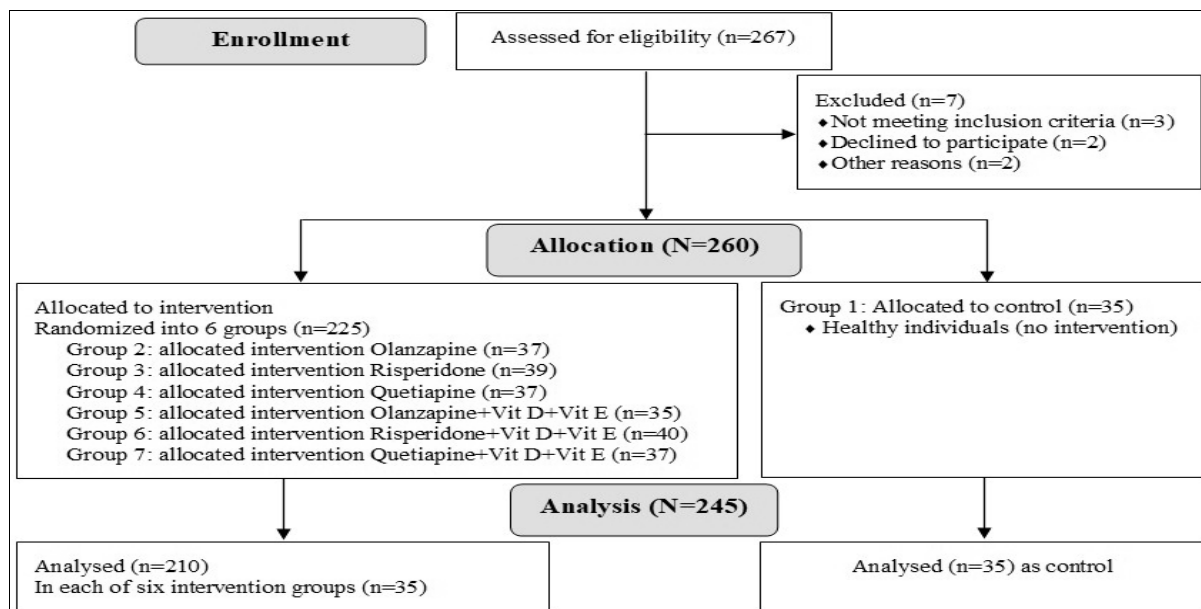 Enrollment
Assessed for eligibility (n=267)
Excluded (n=7)
◆ Not meeting inclusion criteria (n=3)
◆ Declined to participate (n=2)
◆ Other reasons (n=2)
Allocation (N=260)
Allocated to intervention
Randomized into 6 groups (n=225)
Group 2: allocated intervention Olanzapine (n=37)
Group 3: allocated intervention Risperidone (n=39)
Group 4: allocated intervention Quetiapine (n=37)
Group 5: allocated intervention Olanzapine+Vit D+Vit E (n=35)
Group 6: allocated intervention Risperidone+Vit D+Vit E (n=40)
Group 7: allocated intervention Quetiapine+Vit D+Vit E (n=37)
Group 1: Allocated to control (n=35)
◆ Healthy individuals (no intervention)
Analysis (N=245)
Analysed (n=210)
In each of six intervention groups (n=35)
Analysed (n=35) as control